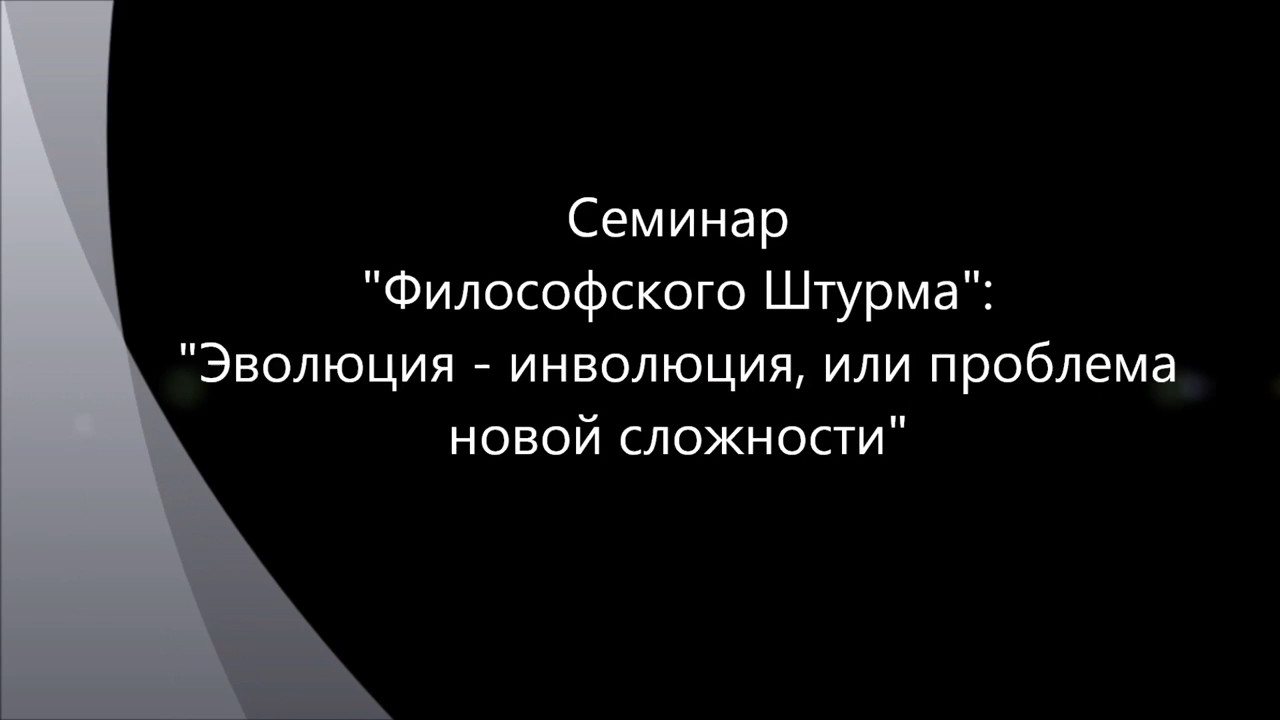 Семинар
"Философского Штурма":
"Эволюция - инволюция, или проблема
новой сложности"